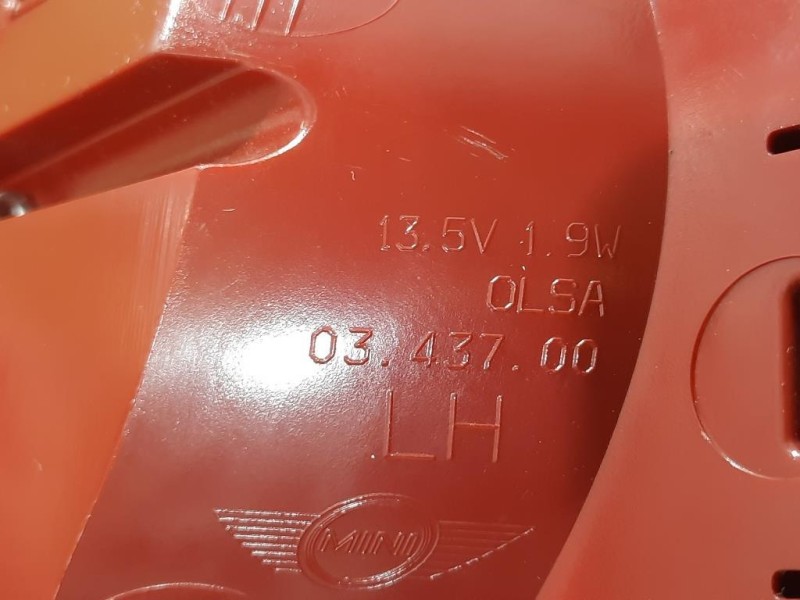 13.5V 1.9W
OLSA
03.437.00
LH
MINI